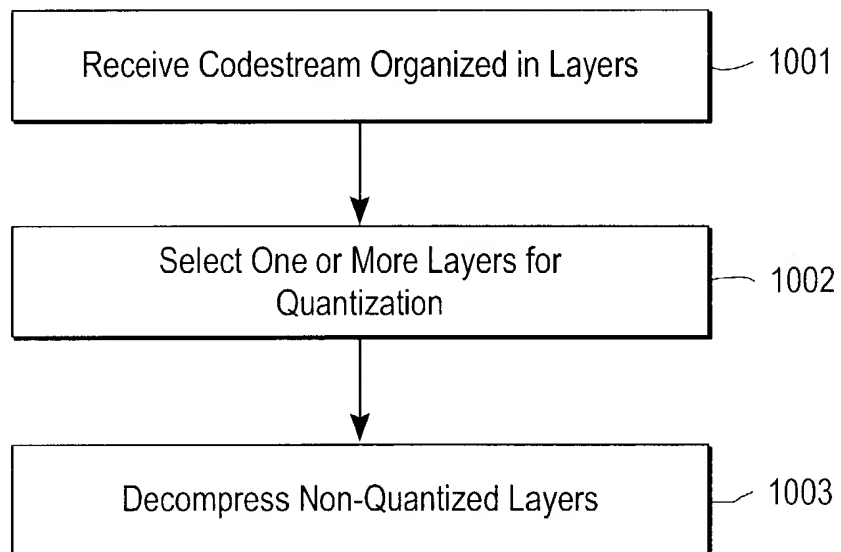 Receive Codestream Organized in Layers
1001
Select One or More Layers for
Quantization
1002
Decompress Non-Quantized Layers
1003